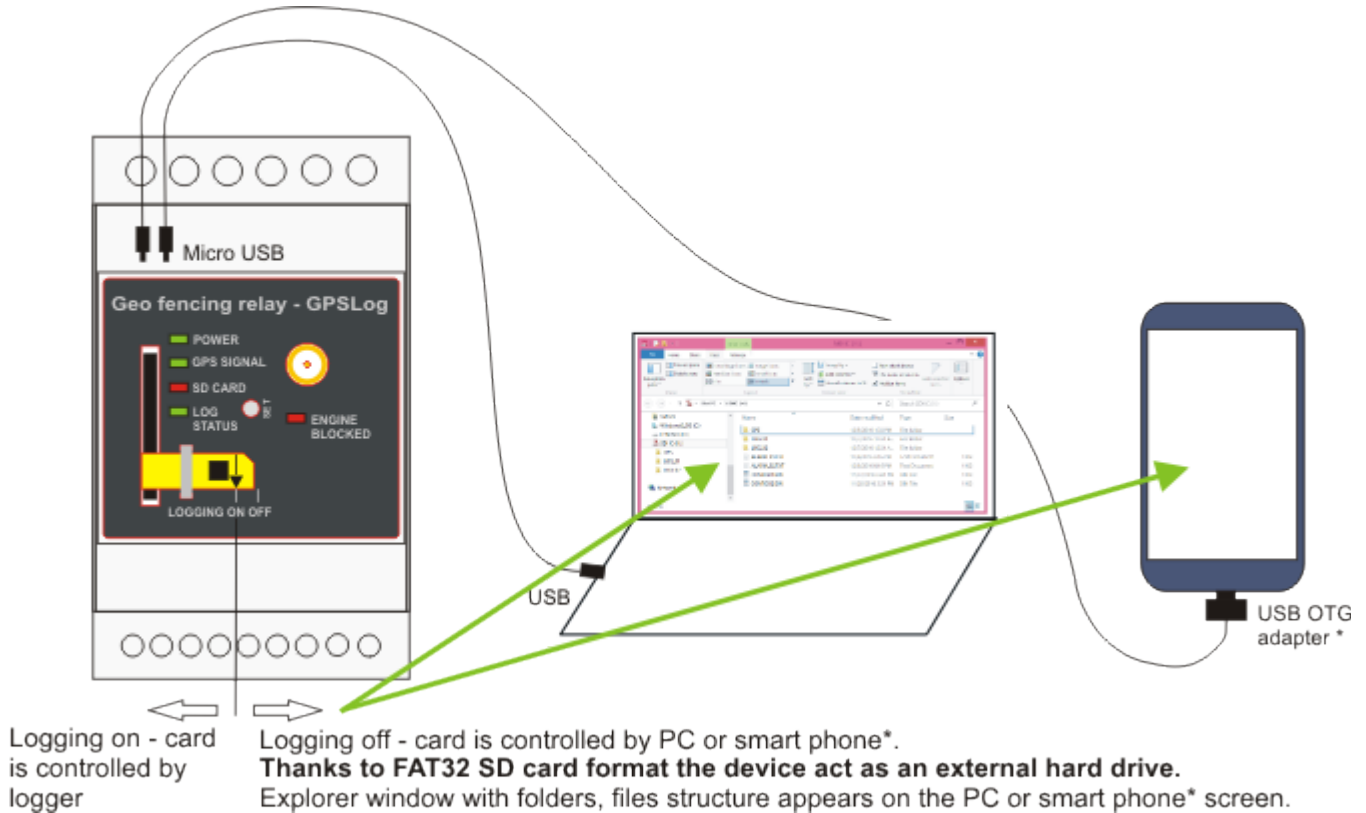 Micro USB
Geo fencing relay - GPSLog
POWER
GPS SIGNAL
SD CARD
LOG
STATUS
SET
ENGINE
BLOCKED
LOGGING ON OFF
USB
USB OTG
adapter *
Logging on - card
is controlled by
logger
Logging off - card is controlled by PC or smart phone*.
Thanks to FAT32 SD card format the device act as an external hard drive.
Explorer window with folders, files structure appears on the PC or smart phone* screen.